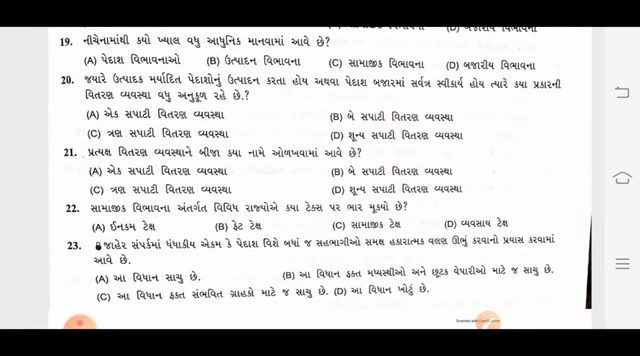 (D) બજારીય વિભાવના
19. નીચેનામાંથી કયો ખ્યાલ વધુ આધુનિક માનવામાં આવે છે?
(A) પેદાશ વિભાવનાઓ (B) ઉત્પાદન વિભાવના (C) સામાજીક વિભાવના (D) બજારીય વિભાવના
20. જ્યારે ઉત્પાદક મર્યાદિત પેદાશોનું ઉત્પાદન કરતા હોય અથવા પેદાશ બજારમાં સર્વત્ર સ્વીકાર્ય હોય ત્યારે કયા પ્રકારની
વિતરણ વ્યવસ્થા વધુ અનુકૂળ રહે છે.?
(A) એક સપાટી વિતરણ વ્યવસ્થા (B) બે સપાટી વિતરણ વ્યવસ્થા
(C) ત્રણ સપાટી વિતરણ વ્યવસ્થા (D) શૂન્ય સપાટી વિતરણ વ્યવસ્થા
21. પ્રત્યક્ષ વિતરણ વ્યવસ્થાને બીજા કયા નામે ઓળખવામાં આવે છે?
(A) એક સપાટી વિતરણ વ્યવસ્થા (B) બે સપાટી વિતરણ વ્યવસ્થા
(C) ત્રણ સપાટી વિતરણ વ્યવસ્થા (D) શૂન્ય સપાટી વિતરણ વ્યવસ્થા
22. સામાજીક વિભાવના અંતર્ગત વિવિધ રાજ્યોએ કયા ટેક્સ પર ભાર મૂક્યો છે?
(A) ઈનકમ ટેક્ષ (B) ફેટ ટેક્ષ (C) સામાજીક ટેક્ષ (D) વ્યવસાય ટેક્ષ
23. જાહેર સંપર્કમાં ધંધાકીય એકમ કે પેદાશ વિશે બધાં જ સહભાગીઓ સમક્ષ હકારાત્મક વલણ ઊભું કરવાનો પ્રયાસ કરવામાં
આવે છે.
(A) આ વિધાન સાચુ છે. (B) આ વિધાન ફક્ત મધ્યસ્થીઓ અને છૂટક વેપારીઓ માટે જ સાચુ છે.
(C) આ વિધાન ફક્ત સંભવિત ગ્રાહકો માટે જ સાચુ છે. (D) આ વિધાન ખોટું છે.
Scanned with CamScanner